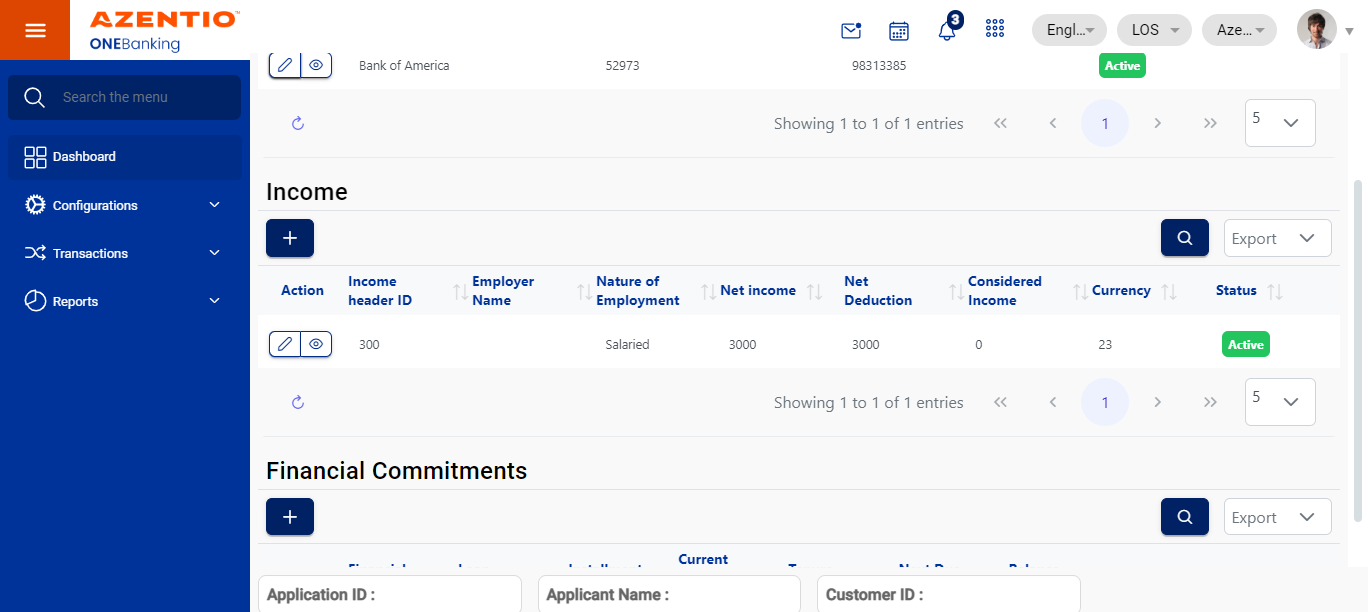 AZENTIO™
ONEBanking
3
Engl...
LOS
Aze...
Search the menu
Dashboard
Configurations
Transactions
Reports
Bank of America 52973 98313385 Active
Showing 1 to 1 of 1 entries << < 1 > >> 5
Income
+
Export
Action Income header ID Employer Name Nature of Employment Net income Net Deduction Considered Income Currency Status
300 Salaried 3000 3000 0 23 Active
Showing 1 to 1 of 1 entries << < 1 > >> 5
Financial Commitments
+
Export
Current
Application ID :
Applicant Name :
Customer ID :